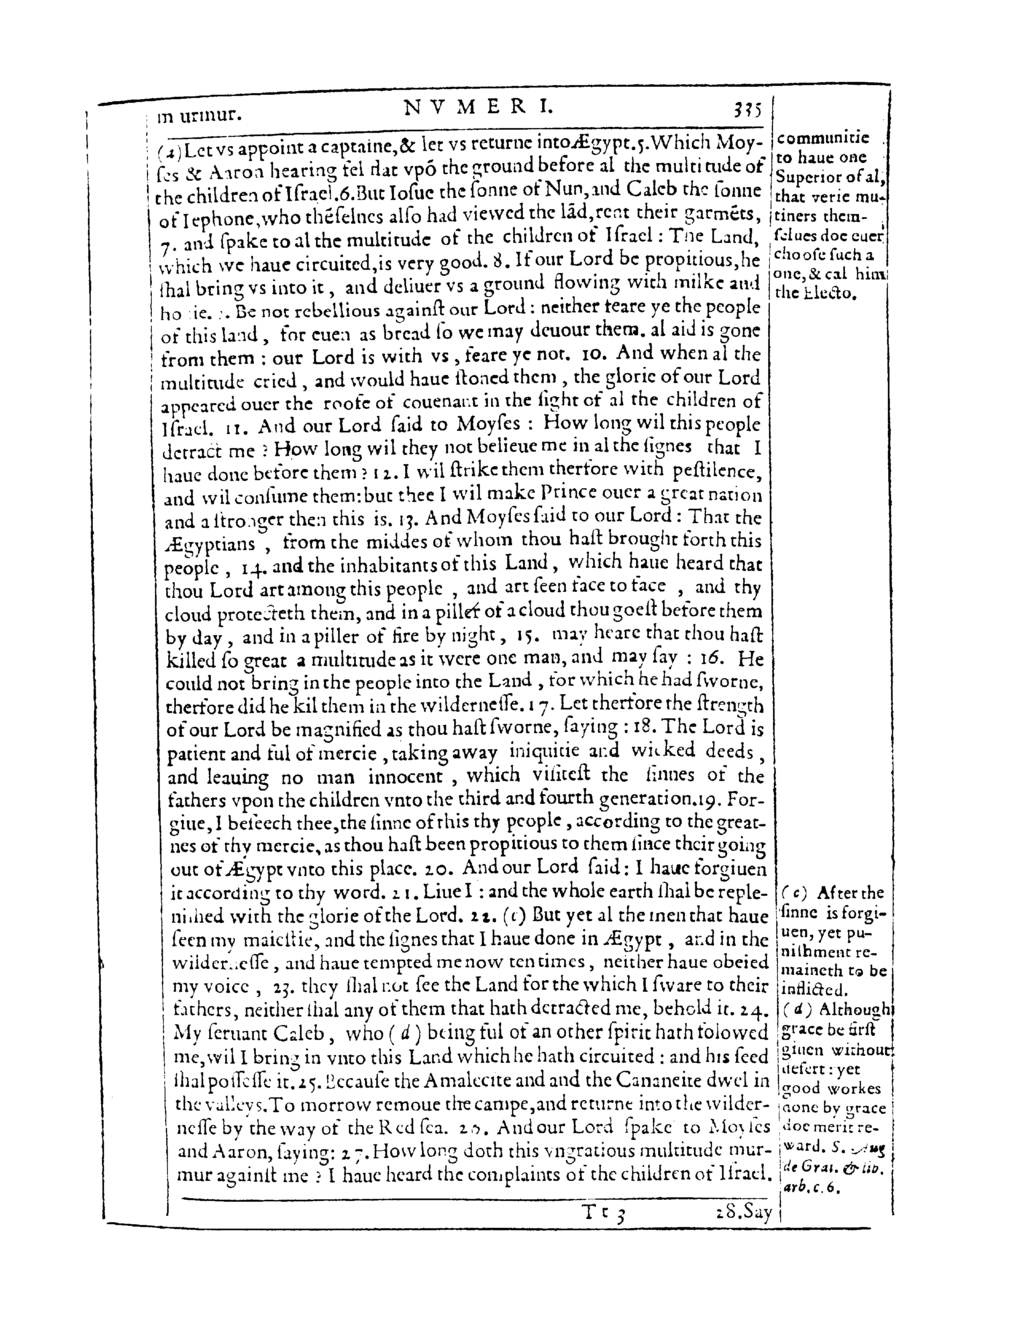 murmur.
NVMERI.
335
(4) Let vs appoint a captaine, & let vs returne into Ægypt. 5. Which Moy-
ses & Aaron hearing fel flat vpõ the ground before al the multitude of
the children of Israel. 6. But Iosue the sonne of Nun, and Caleb the sonne
of Iephone, who thẽselues also had viewed the lãd, rent their garmẽts,
7. and spake to al the multitude of the children of Israel : The Land,
which we haue circuited, is very good. 8. If our Lord be propitious, he
shal bring vs into it, and deliuer vs a ground flowing with milke and
honie. 9. Be not rebellious against our Lord : neither feare ye the people
of this land, for euen as bread so we may deuour them. al aid is gone
from them : our Lord is with vs, feare ye not. 10. And when al the
multitude cried, and would haue stoned them, the glorie of our Lord
appeared ouer the roofe of couenant in the sight of al the children of
Israel. 11. And our Lord said to Moyses : How long wil this people
detract me ? How long wil they not belieue me in al the signes that I
haue done before them ? 12. I wil strike them therfore with pestilence,
and wil consume them: but thee I wil make Prince ouer a great nation
and a stronger then this is. 13. And Moyses said to our Lord : That the
Ægyptians, from the middes of whom thou hast brought forth this
people, 14. and the inhabitants of this Land, which haue heard that
thou Lord art among this people, and art seen face to face, and thy
cloud protecteth them, and in a piller of a cloud thou goest before them
by day, and in a piller of fire by night, 15. may heare that thou hast
killed so great a multitude as it were one man, and may say : 16. He
could not bring in the people into the Land, for which he had sworne,
therfore did he kil them in the wildernesse. 17. Let therfore the strength
of our Lord be magnified as thou hast sworne, saying : 18. The Lord is
patient and ful of mercie, taking away iniquitie and wicked deeds,
and leauing no man innocent, which visitest the sinnes of the
fathers vpon the children vnto the third and fourth generation. 19. For-
giue, I beseech thee, the sinne of this thy people, according to the great-
nes of thy mercie, as thou hast been propitious to them since their going
out of Ægypt vnto this place. 20. And our Lord said : I haue forgiuen
it according to thy word. 21. Liue I : and the whole earth shal be reple-
nished with the glorie of the Lord. 22. (c) But yet al the men that haue
seen my maiestie, and the signes that I haue done in Ægypt, and in the
wildernesse, and haue tempted me now ten times, neither haue obeied
my voice, 23. they shal not see the Land for the which I sware to their
fathers, neither shal any of them that hath detracted me, behold it. 24.
My seruant Caleb, who (d) being ful of an other spirit hath folowed
me, wil I bring in vnto this Land which he hath circuited : and his seed
shal possesse it. 25. Because the Amalecite and and the Cananeite dwel in
the valleys. To morrow remoue the campe, and returne into the wilder-
nesse by the way of the Red sea. 26. And our Lord spake to Moyses
and Aaron, saying: 27. How long doth this vngratious multitude mur-
mur against me ? I haue heard the complaints of the children of Israel.
Tt 3
28. Say
communitie
to haue one
Superior of al,
that verie mu-
tiners them-
selues doe euer
choose such a
one, & cal him
the Electo.
(c) After the
sinne is forgi-
uen, yet pu-
nishment re-
maineth to be
inflicted.
(d) Although
grace be first
giuen without
desert : yet
good workes
done by grace
doe merit re-
ward. S. Aug
de Grat. & lib.
arb. c. 6.